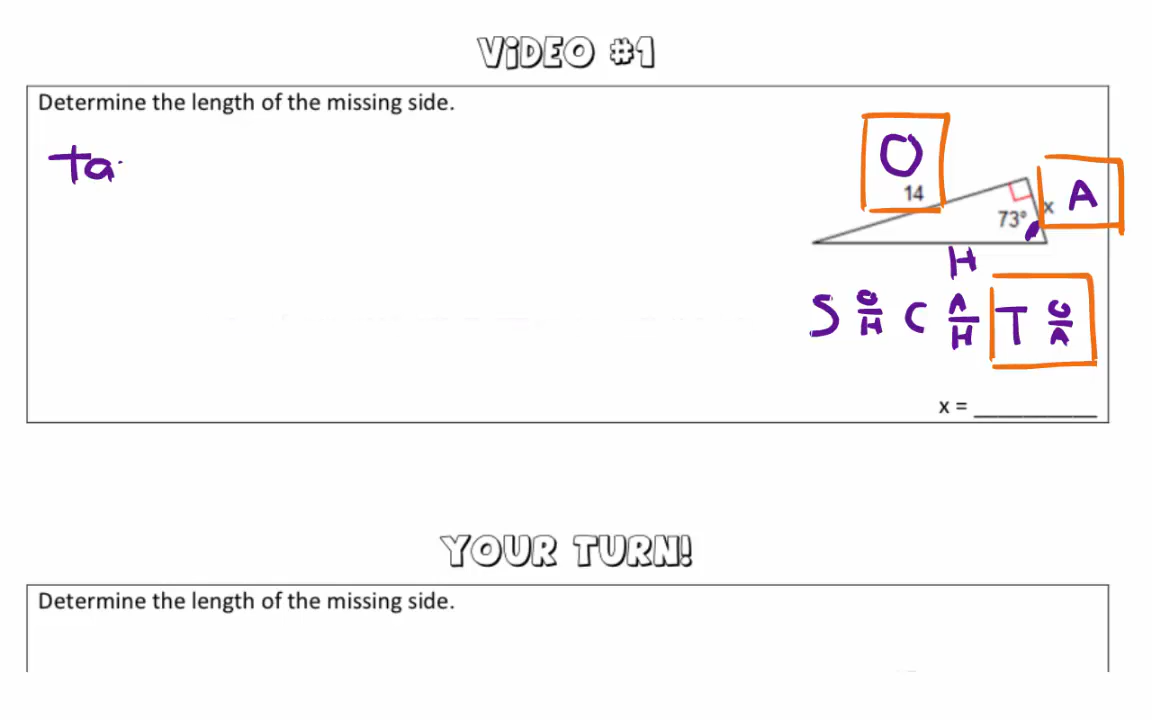 VIDEO #1
Determine the length of the missing side.
ta
O
14
A
x
73°
H
S O/H C A/H T O/A
x = ________
YOUR TURN!
Determine the length of the missing side.